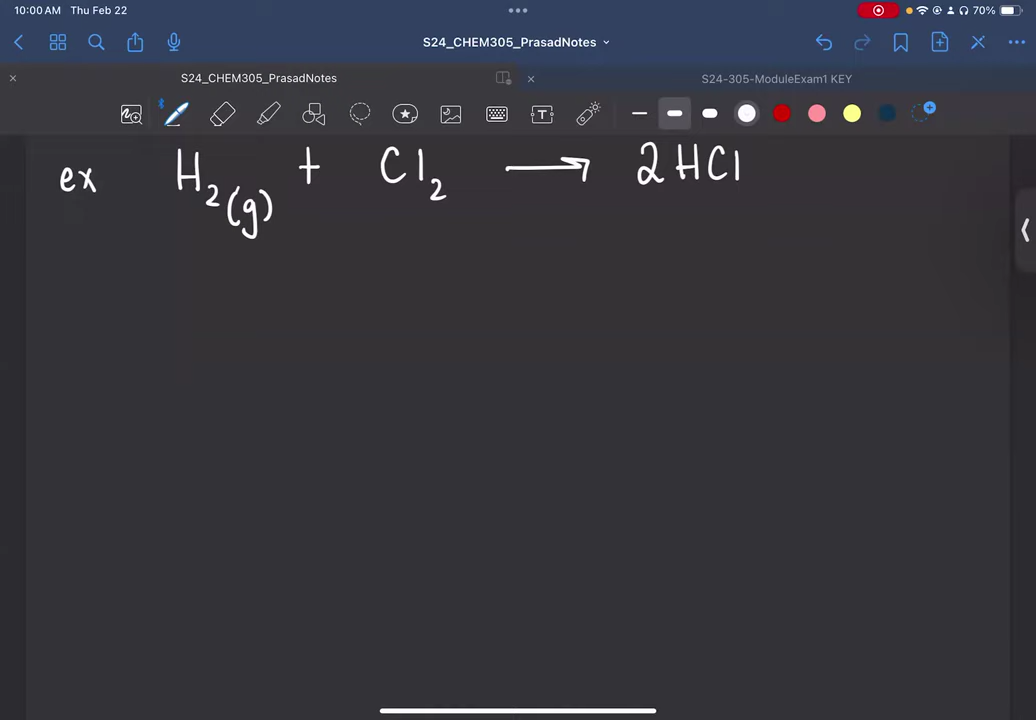 10:00 AM Thu Feb 22 70%
S24_CHEM305_PrasadNotes
S24_CHEM305_PrasadNotes S24-305-ModuleExam1 KEY
ex H₂(g) + Cl₂ ⟶ 2HCl